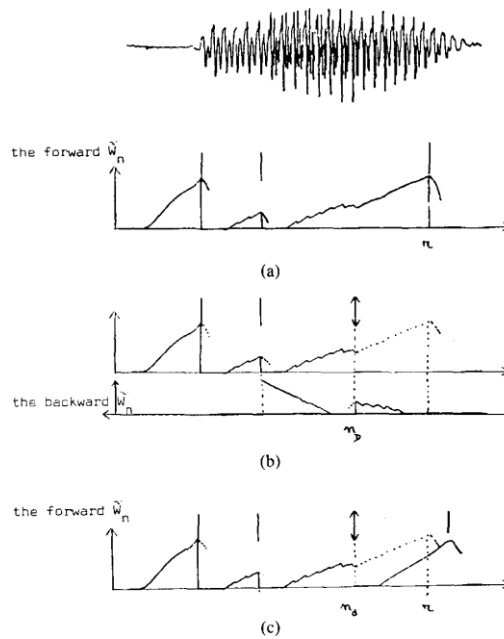 the forward W̃n
n
(a)
the backward W̃n
nD
(b)
the forward W̃n
nd n
(c)